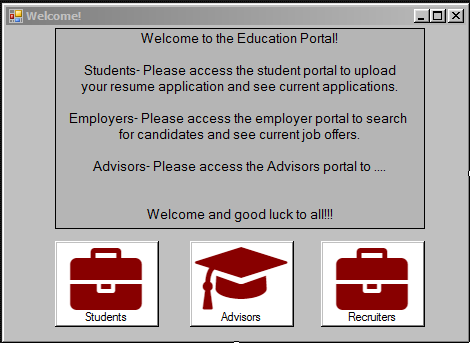 Welcome!
Welcome to the Education Portal!
Students- Please access the student portal to upload
your resume application and see current applications.
Employers- Please access the employer portal to search
for candidates and see current job offers.
Advisors- Please access the Advisors portal to ....
Welcome and good luck to all!!!
Students
Advisors
Recruiters